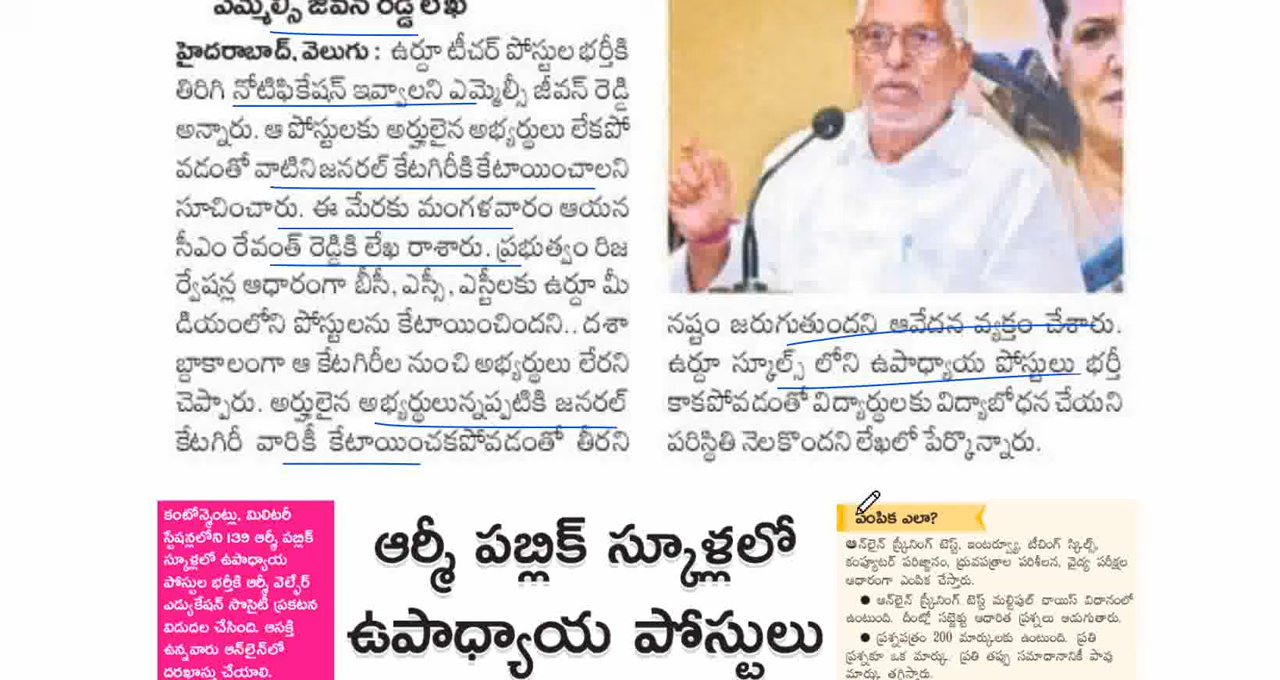 ఎమ్మెల్సీ జీవన్ రెడ్డి లేఖ
హైదరాబాద్, వెలుగు : ఉర్దూ టీచర్ పోస్టుల భర్తీకి
తిరిగి నోటిఫికేషన్ ఇవ్వాలని ఎమ్మెల్సీ జీవన్ రెడ్డి
అన్నారు. ఆ పోస్టులకు అర్హులైన అభ్యర్థులు లేకపో
వడంతో వాటిని జనరల్ కేటగిరీకి కేటాయించాలని
సూచించారు. ఈ మేరకు మంగళవారం ఆయన
సీఎం రేవంత్ రెడ్డికి లేఖ రాశారు. ప్రభుత్వం రిజ
ర్వేషన్ల ఆధారంగా బీసీ, ఎస్సీ, ఎస్టీలకు ఉర్దూ మీ
డియంలోని పోస్టులను కేటాయించిందని.. దశా
బ్దాకాలంగా ఆ కేటగిరీల నుంచి అభ్యర్థులు లేరని
చెప్పారు. అర్హులైన అభ్యర్థులున్నప్పటికి జనరల్
కేటగిరీ వారికీ కేటాయించకపోవడంతో తీరని
నష్టం జరుగుతుందని ఆవేదన వ్యక్తం చేశారు.
ఉర్దూ స్కూల్స్ లోని ఉపాధ్యాయ పోస్టులు భర్తీ
కాకపోవడంతో విద్యార్థులకు విద్యాబోధన చేయని
పరిస్థితి నెలకొందని లేఖలో పేర్కొన్నారు.
కంటోన్మెంట్లు, మిలిటరీ
స్టేషన్లలోని 139 ఆర్మీ పబ్లిక్
స్కూళ్లలో ఉపాధ్యాయ
పోస్టుల భర్తీకి ఆర్మీ వెల్ఫేర్
ఎడ్యుకేషన్ సొసైటీ ప్రకటన
విడుదల చేసింది. ఆసక్తి
ఉన్నవారు ఆన్‌లైన్‌లో
దరఖాస్తు చేయాలి.
ఆర్మీ పబ్లిక్ స్కూళ్లలో
ఉపాధ్యాయ పోస్టులు
ఎంపిక ఎలా?
ఆన్‌లైన్ స్క్రీనింగ్ టెస్ట్, ఇంటర్వ్యూ, టీచింగ్ స్కిల్స్,
కంప్యూటర్ పరిజ్ఞానం, ధ్రువపత్రాల పరిశీలన, వైద్య పరీక్షల
ఆధారంగా ఎంపిక చేస్తారు.
● ఆన్‌లైన్ స్క్రీనింగ్ టెస్ట్ మల్టిపుల్ చాయిస్ విధానంలో
ఉంటుంది. దీంట్లో సబ్జెక్టు ఆధారిత ప్రశ్నలు అడుగుతారు.
● ప్రశ్నపత్రం 200 మార్కులకు ఉంటుంది. ప్రతి
ప్రశ్నకూ ఒక మార్కు. ప్రతి తప్పు సమాధానానికీ పావు
మార్కు తగ్గిస్తారు.